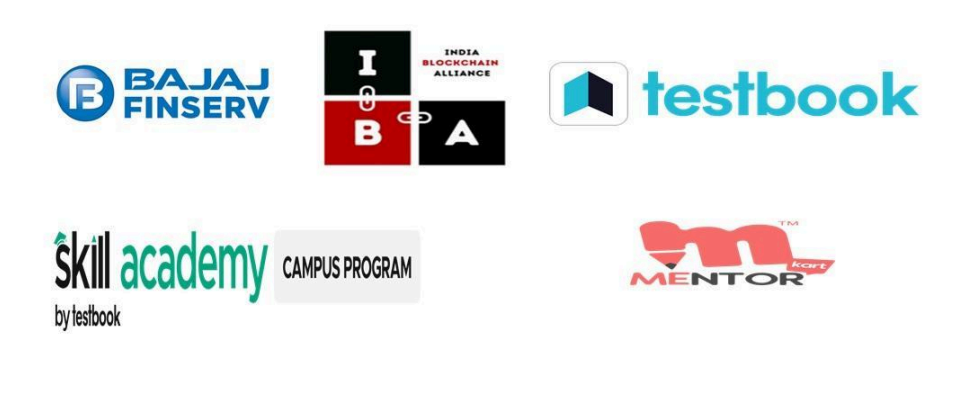 BAJAJ
FINSERV
I
B
A
INDIA
BLOCKCHAIN
ALLIANCE
testbook
skill academy
by testbook
CAMPUS PROGRAM
m
TM
kart
MENTOR